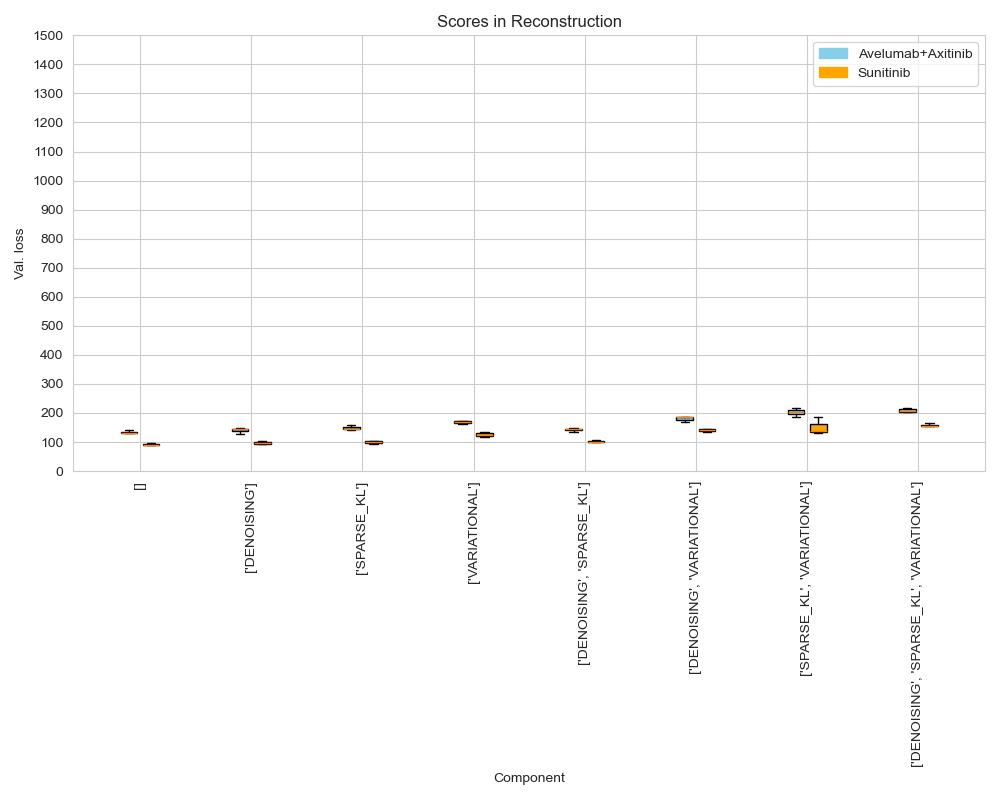 Scores in Reconstruction
1500
1400
1300
1200
1100
1000
900
800
700
600
500
400
300
200
100
0
Val. loss
Avelumab+Axitinib
Sunitinib
[]
['DENOISING']
['SPARSE_KL']
['VARIATIONAL']
['DENOISING', 'SPARSE_KL']
['DENOISING', 'VARIATIONAL']
['SPARSE_KL', 'VARIATIONAL']
['DENOISING', 'SPARSE_KL', 'VARIATIONAL']
Component